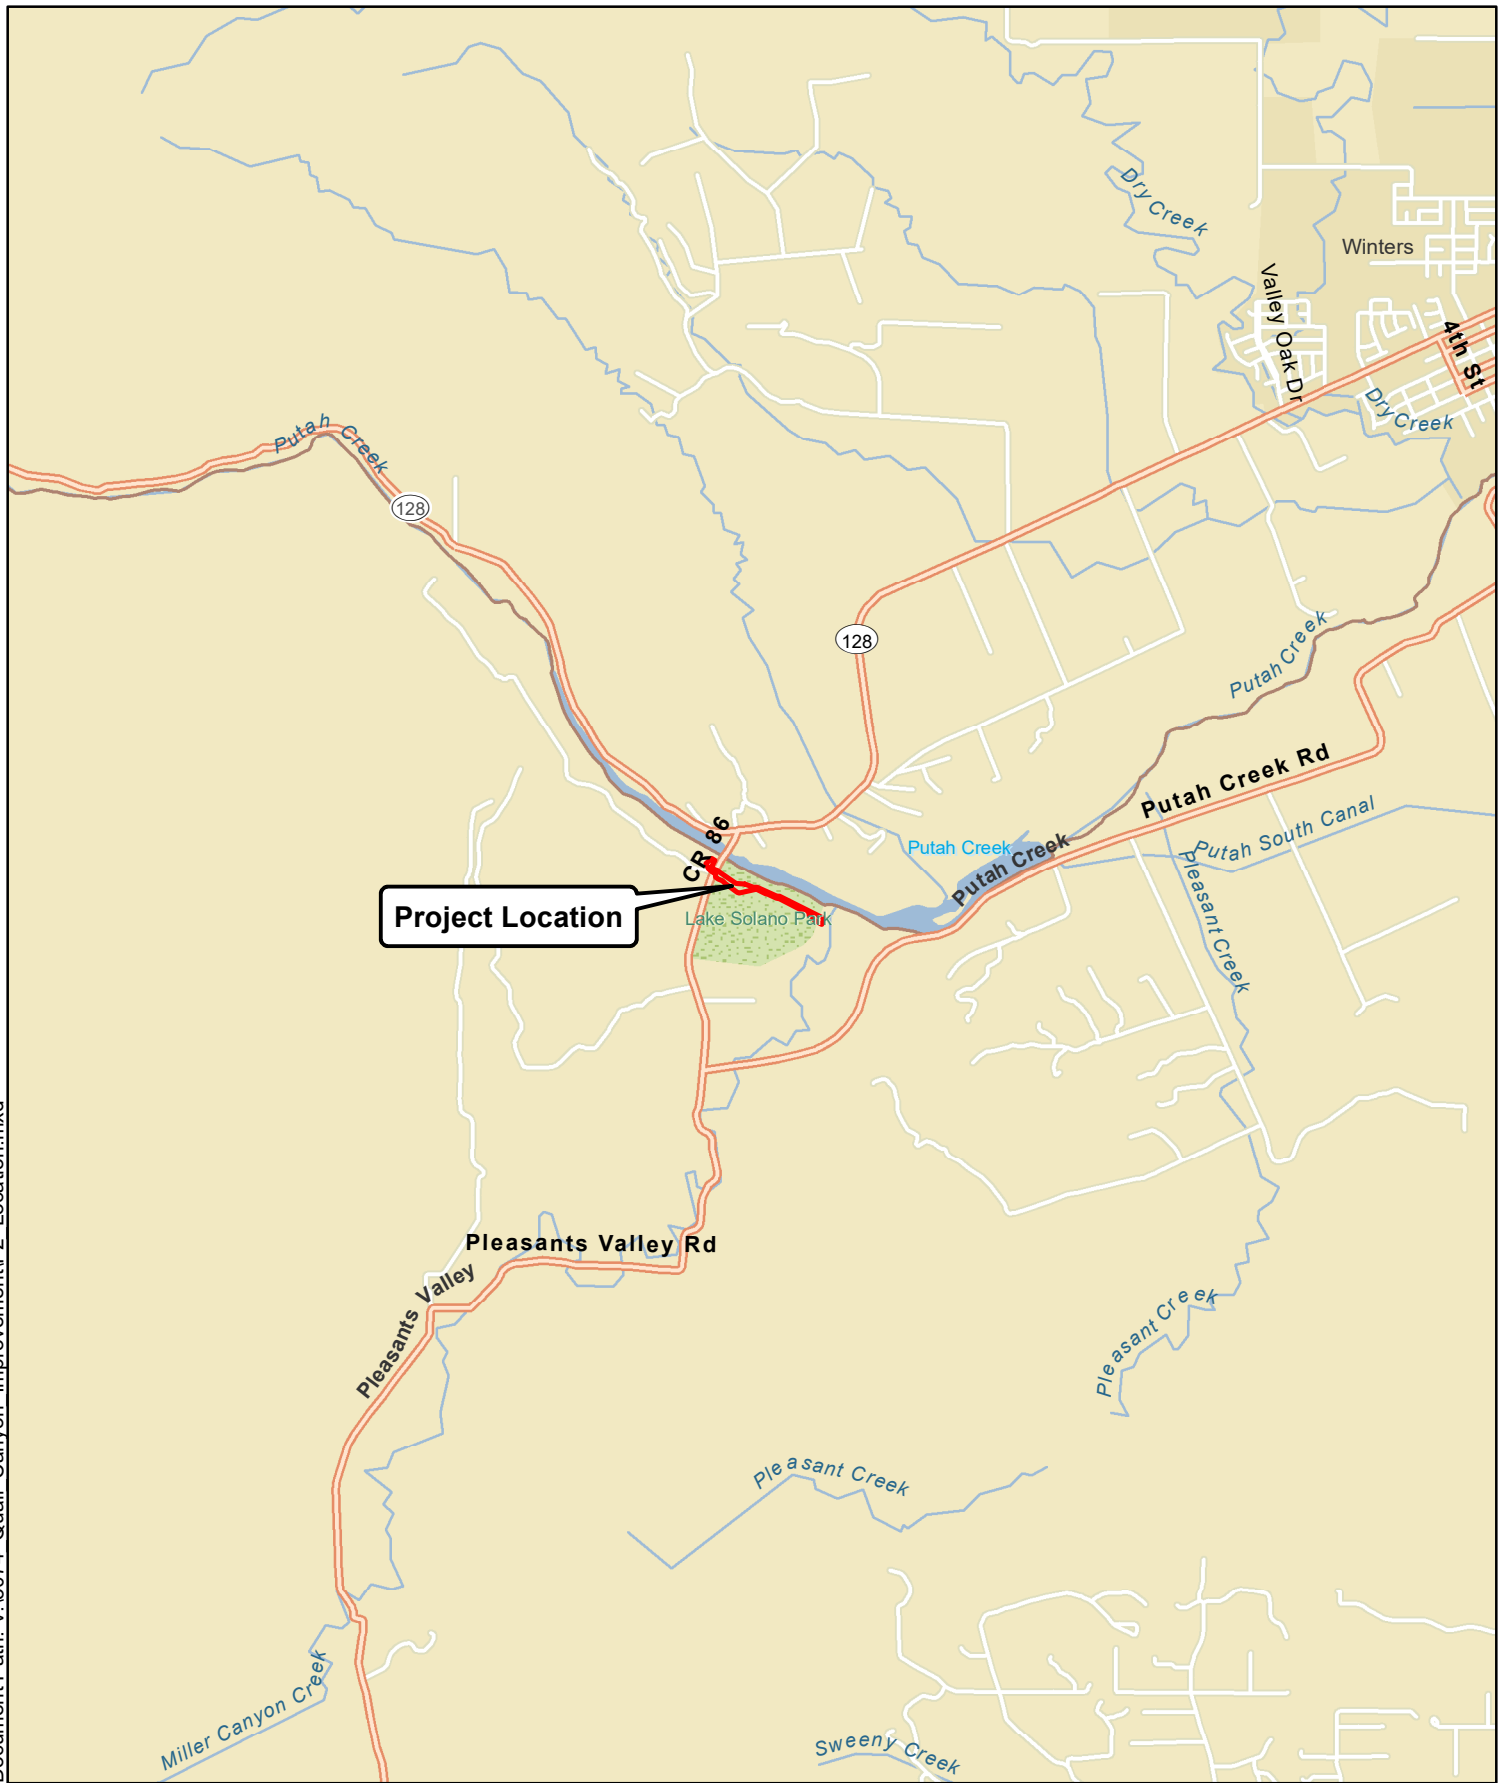 Dry Creek
Winters
Valley Oak Dr
4th St
Dry Creek
Putah Creek
128
128
Putah Creek
Putah Creek Rd
Putah South Canal
CR 86
Putah Creek
Putah Creek
Pleasant Creek
Project Location
Lake Solano Park
Pleasants Valley Rd
Pleasants Valley
Pleasant Creek
Pleasant Creek
Miller Canyon Creek
Sweeny Creek